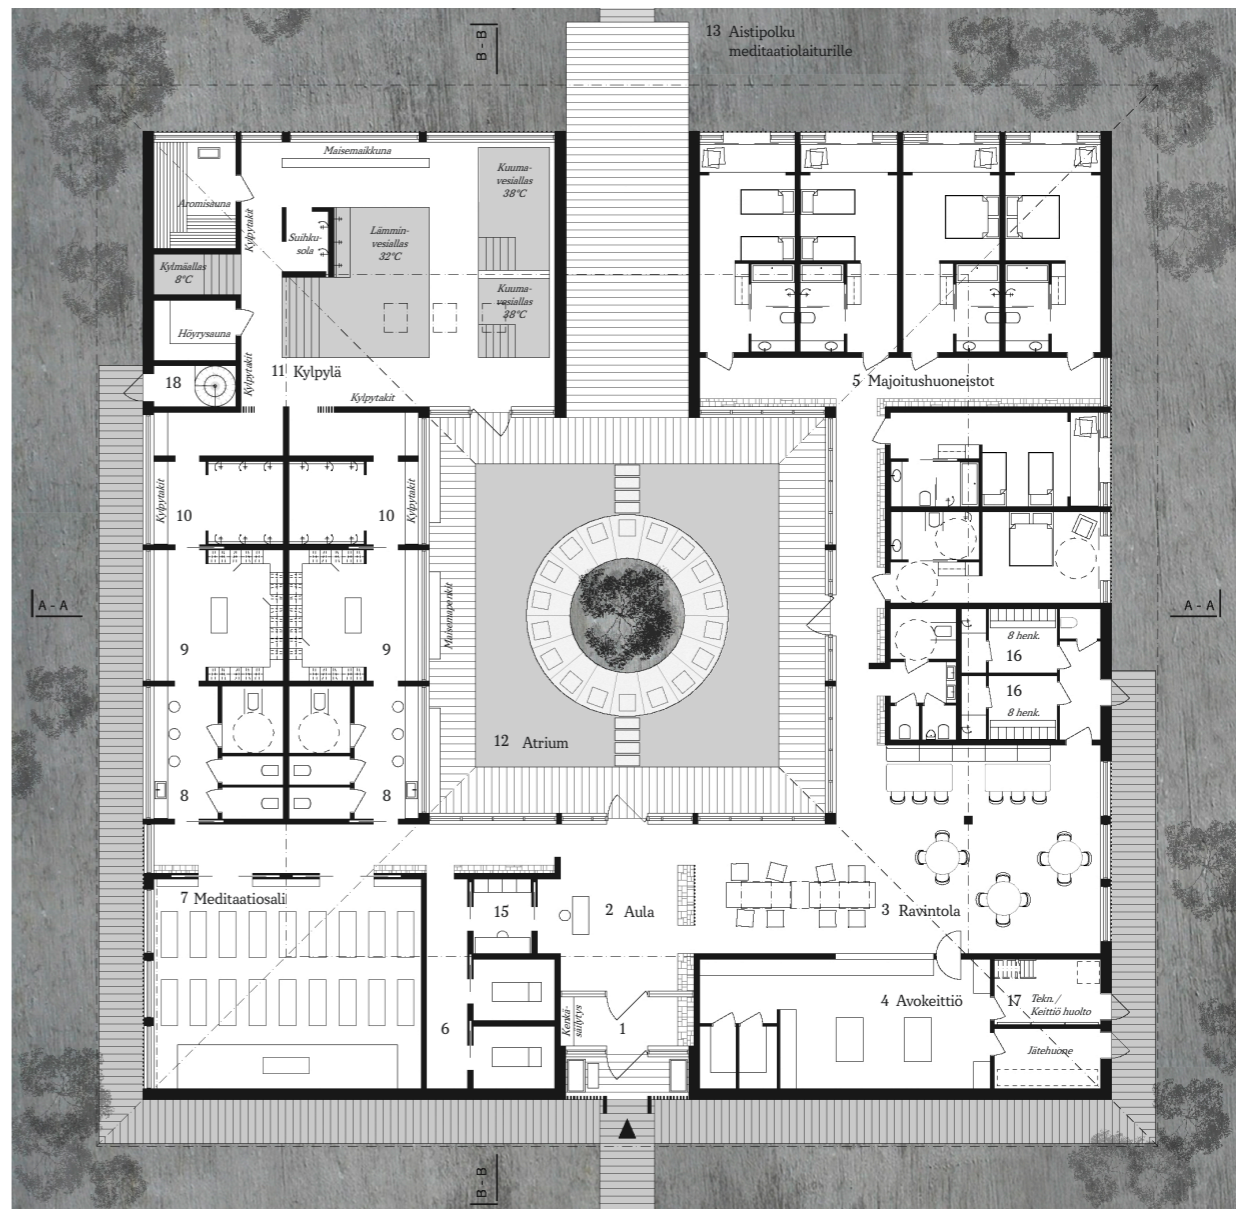 B - B
13 Aistipolku
meditaatiolaiturille
Maisemaikkuna
Kuuma-
vesiallas
38°C
Aromisauna
Kylpytakit
Suihku-
sola
Lämmin-
vesiallas
32°C
Kylmäallas
8°C
Kuuma-
vesiallas
38°C
Höyrysauna
Kylpytakit
18
11 Kylpylä
Kylpytakit
5 Majoitushuoneistot
Kylpytakit
10
10
Kylpytakit
A - A
A - A
Maisemapenkit
9
9
8 henk.
16
16
8 henk.
12 Atrium
8
8
7 Meditaatiosali
15
2 Aula
3 Ravintola
6
Kenkä-
säilytys
1
4 Avokeittiö
17 Tekn./
Keittiö huolto
Jätehuone
B - B